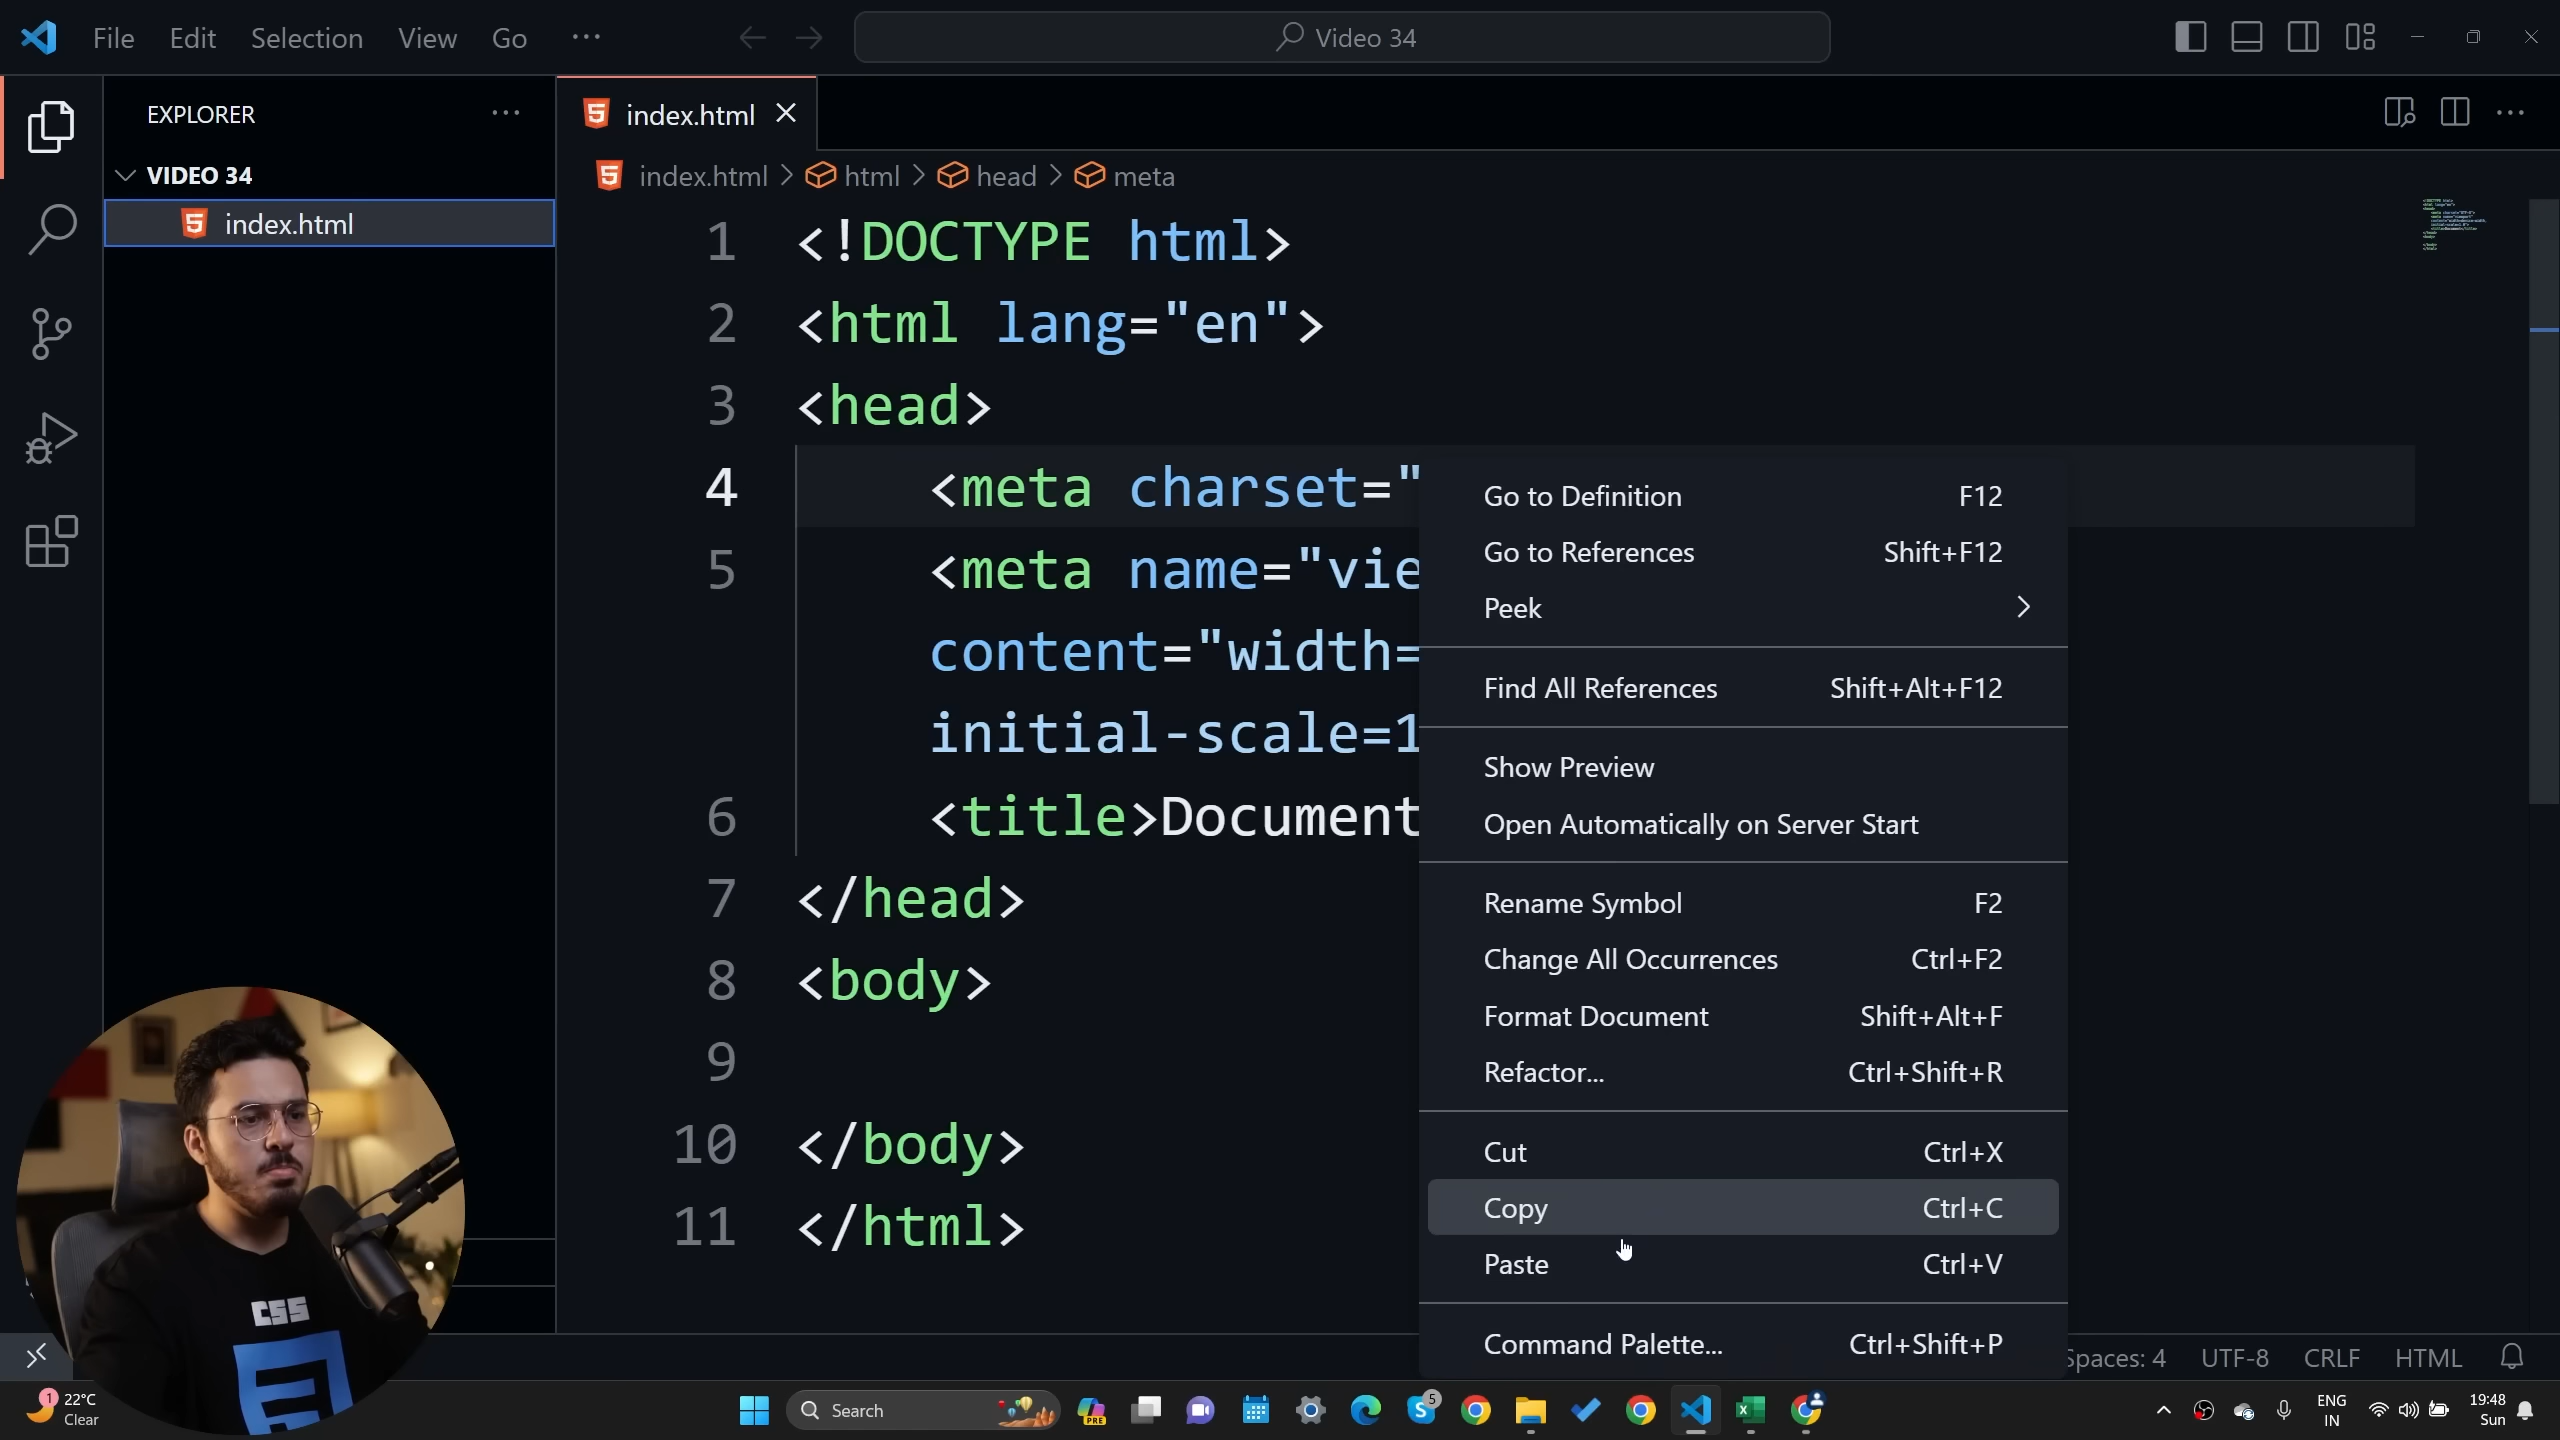 File Edit Selection View Go ···
Video 34
EXPLORER
VIDEO 34
index.html
index.html
index.html > html > head > meta
1 <!DOCTYPE html>
2 <html lang="en">
3 <head>
4 <meta charset="
5 <meta name="vie
content="width=
initial-scale=1
6 <title>Document
7 </head>
8 <body>
9
10 </body>
11 </html>
Go to Definition F12
Go to References Shift+F12
Peek
Find All References Shift+Alt+F12
Show Preview
Open Automatically on Server Start
Rename Symbol F2
Change All Occurrences Ctrl+F2
Format Document Shift+Alt+F
Refactor... Ctrl+Shift+R
Cut Ctrl+X
Copy Ctrl+C
Paste Ctrl+V
Command Palette... Ctrl+Shift+P
CSS
Spaces: 4 UTF-8 CRLF HTML
1
22°C
Clear
Search
PRE
5
ENG
IN
19:48
Sun